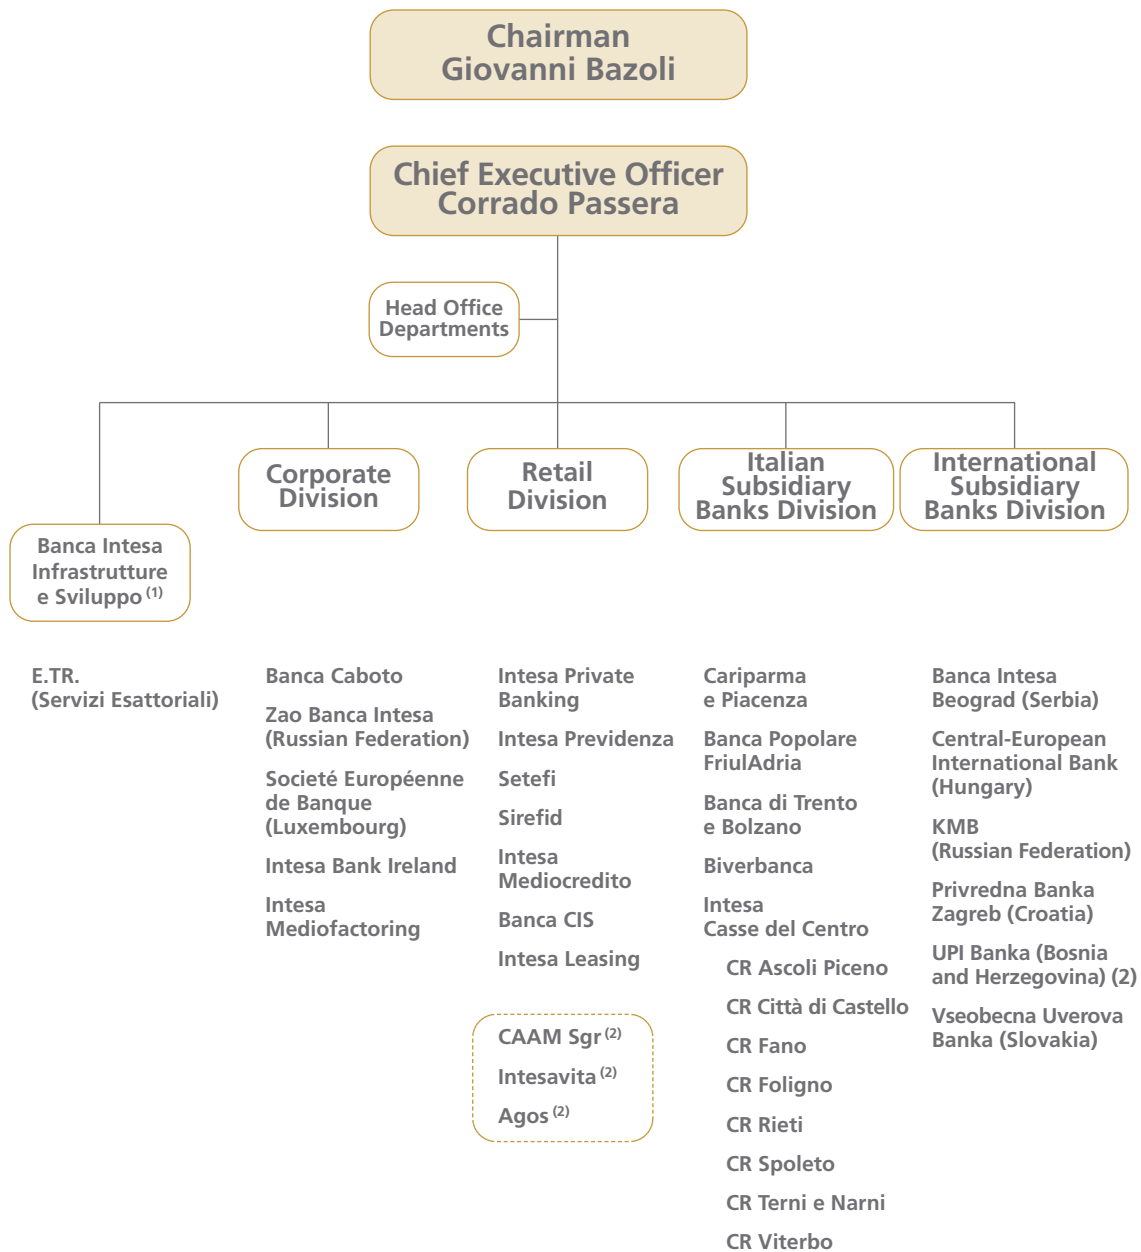 Chairman
Giovanni Bazoli
Chief Executive Officer
Corrado Passera
Head Office
Departments
Corporate
Division
Retail
Division
Italian
Subsidiary
Banks Division
International
Subsidiary
Banks Division
Banca Intesa
Infrastrutture
e Sviluppo (1)
E.TR.
(Servizi Esattoriali)
Banca Caboto
Zao Banca Intesa
(Russian Federation)
Societé Européenne
de Banque
(Luxembourg)
Intesa Bank Ireland
Intesa
Mediofactoring
Intesa Private
Banking
Intesa Previdenza
Setefi
Sirefid
Intesa
Mediocredito
Banca CIS
Intesa Leasing
CAAM Sgr (2)
Intesavita (2)
Agos (2)
Cariparma
e Piacenza
Banca Popolare
FriulAdria
Banca di Trento
e Bolzano
Biverbanca
Intesa
Casse del Centro
CR Ascoli Piceno
CR Città di Castello
CR Fano
CR Foligno
CR Rieti
CR Spoleto
CR Terni e Narni
CR Viterbo
Banca Intesa
Beograd (Serbia)
Central-European
International Bank
(Hungary)
KMB
(Russian Federation)
Privredna Banka
Zagreb (Croatia)
UPI Banka (Bosnia
and Herzegovina) (2)
Vseobecna Uverova
Banka (Slovakia)